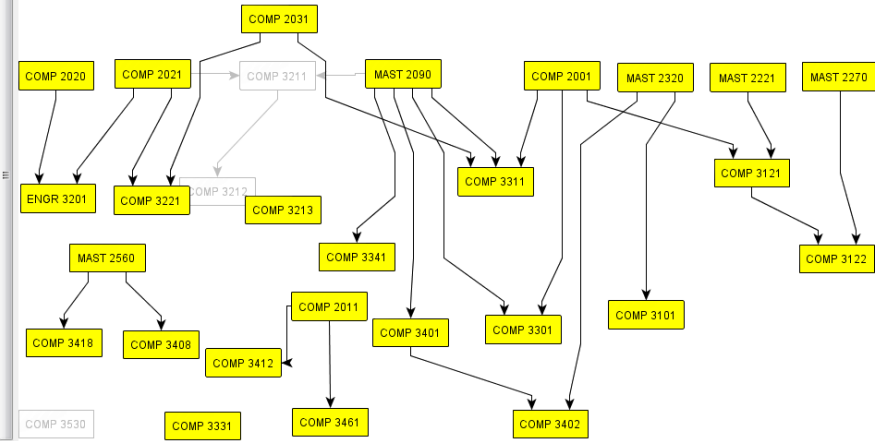 COMP 2031
COMP 2020
COMP 2021
COMP 3211
MAST 2090
COMP 2001
MAST 2320
MAST 2221
MAST 2270
ENGR 3201
COMP 3221
COMP 3212
COMP 3213
COMP 3311
COMP 3121
MAST 2560
COMP 3341
COMP 3122
COMP 2011
COMP 3418
COMP 3408
COMP 3412
COMP 3401
COMP 3301
COMP 3101
COMP 3530
COMP 3331
COMP 3461
COMP 3402